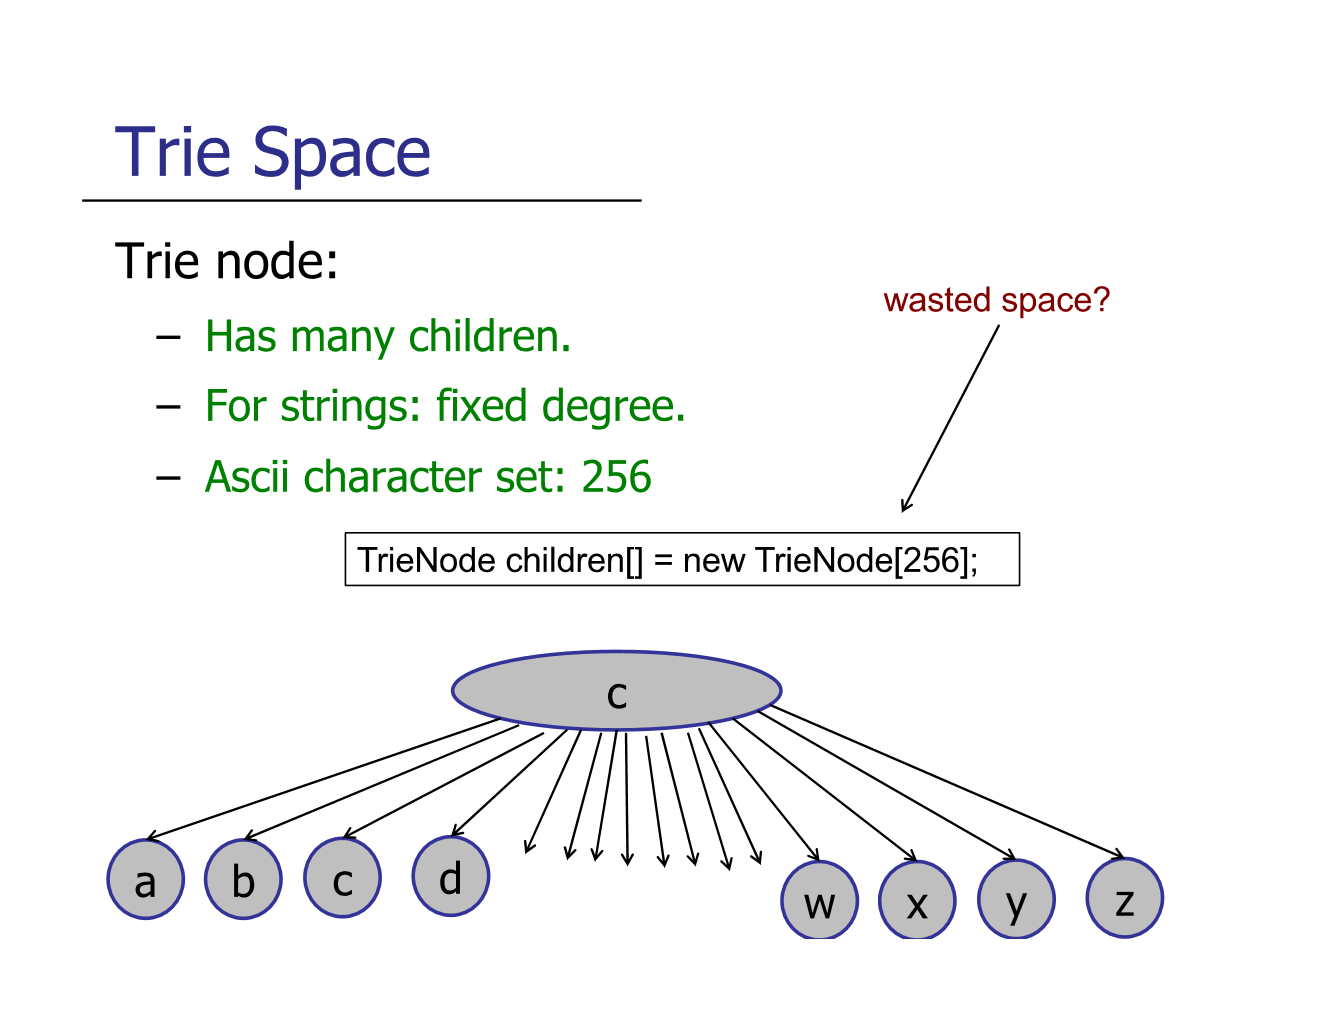 Trie Space
Trie node:
wasted space?
– Has many children.
– For strings: fixed degree.
– Ascii character set: 256
TrieNode children[] = new TrieNode[256];
c
a b c d w x y z